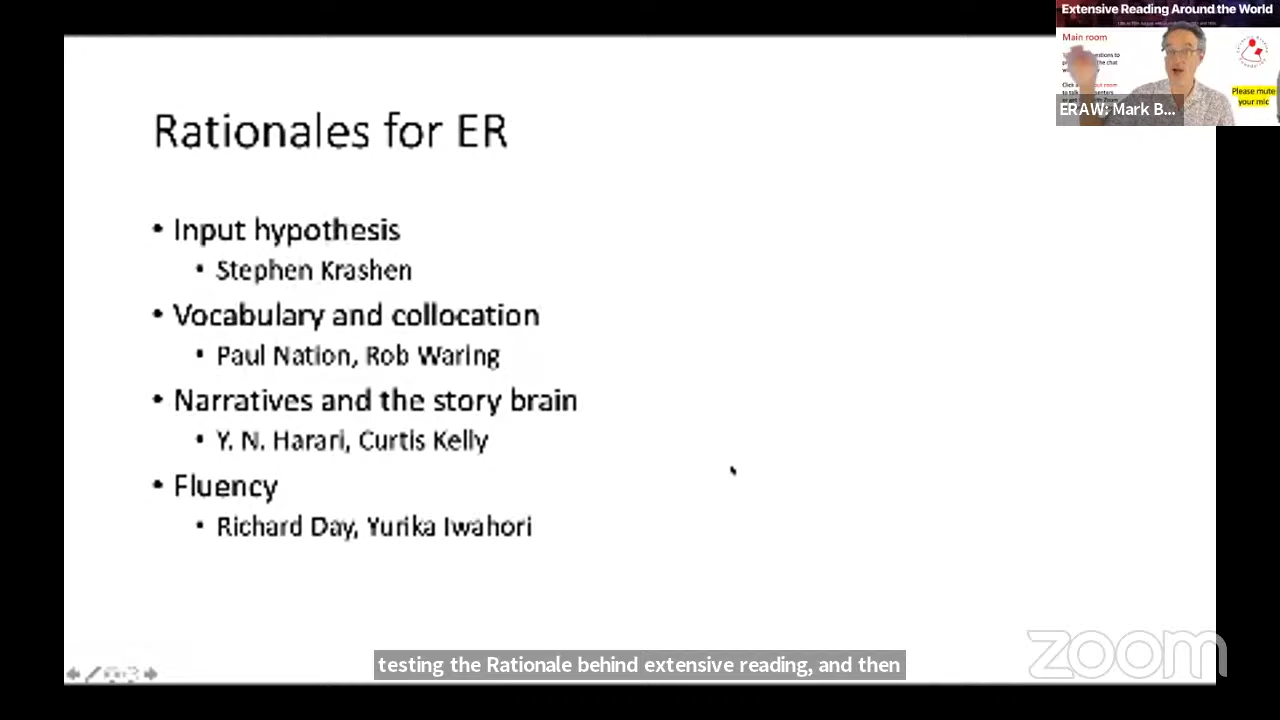 Extensive Reading Around the World
Main room
Please mute
your mic
ERAW: Mark B...
Rationales for ER
• Input hypothesis
• Stephen Krashen
• Vocabulary and collocation
• Paul Nation, Rob Waring
• Narratives and the story brain
• Y. N. Harari, Curtis Kelly
• Fluency
• Richard Day, Yurika Iwahori
testing the Rationale behind extensive reading, and then
zoom